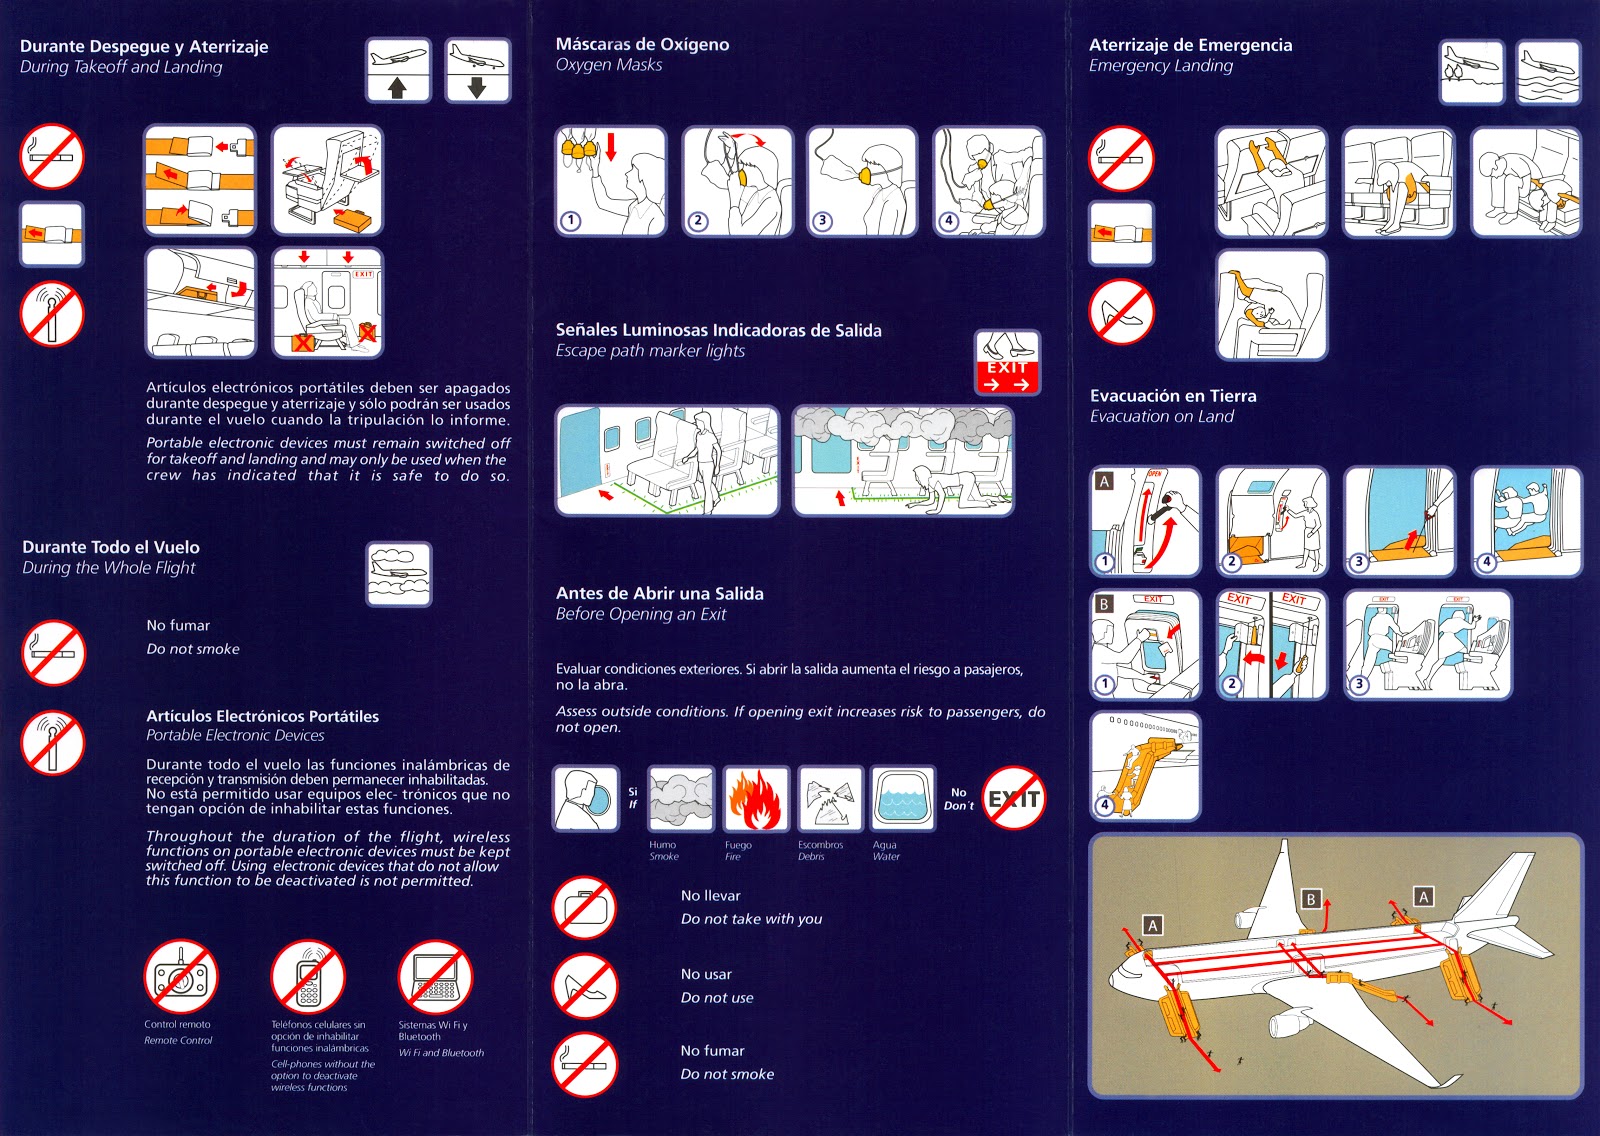 Durante Despegue y Aterrizaje
During Takeoff and Landing
EXIT
Artículos electrónicos portátiles deben ser apagados
durante despegue y aterrizaje y sólo podrán ser usados
durante el vuelo cuando la tripulación lo informe.
Portable electronic devices must remain switched off
for takeoff and landing and may only be used when the
crew has indicated that it is safe to do so.
Durante Todo el Vuelo
During the Whole Flight
No fumar
Do not smoke
Artículos Electrónicos Portátiles
Portable Electronic Devices
Durante todo el vuelo las funciones inalámbricas de
recepción y transmisión deben permanecer inhabilitadas.
No está permitido usar equipos elec- trónicos que no
tengan opción de inhabilitar estas funciones.
Throughout the duration of the flight, wireless
functions on portable electronic devices must be kept
switched off. Using electronic devices that do not allow
this function to be deactivated is not permitted.
Control remoto
Remote Control
Teléfonos celulares sin
opción de inhabilitar
funciones inalámbricas
Cell-phones without the
option to deactivate
wireless functions
Sistemas Wi Fi y
Bluetooth
Wi Fi and Bluetooth
Máscaras de Oxígeno
Oxygen Masks
1
2
3
4
Señales Luminosas Indicadoras de Salida
Escape path marker lights
EXIT
Antes de Abrir una Salida
Before Opening an Exit
Evaluar condiciones exteriores. Si abrir la salida aumenta el riesgo a pasajeros,
no la abra.
Assess outside conditions. If opening exit increases risk to passengers, do
not open.
Si
If
Humo
Smoke
Fuego
Fire
Escombros
Debris
Agua
Water
No
Don´t
EXIT
No llevar
Do not take with you
No usar
Do not use
No fumar
Do not smoke
Aterrizaje de Emergencia
Emergency Landing
Evacuación en Tierra
Evacuation on Land
A
OPEN
1
2
3
4
B
EXIT
1
EXIT
EXIT
2
EXIT
EXIT
3
4
A
B
A